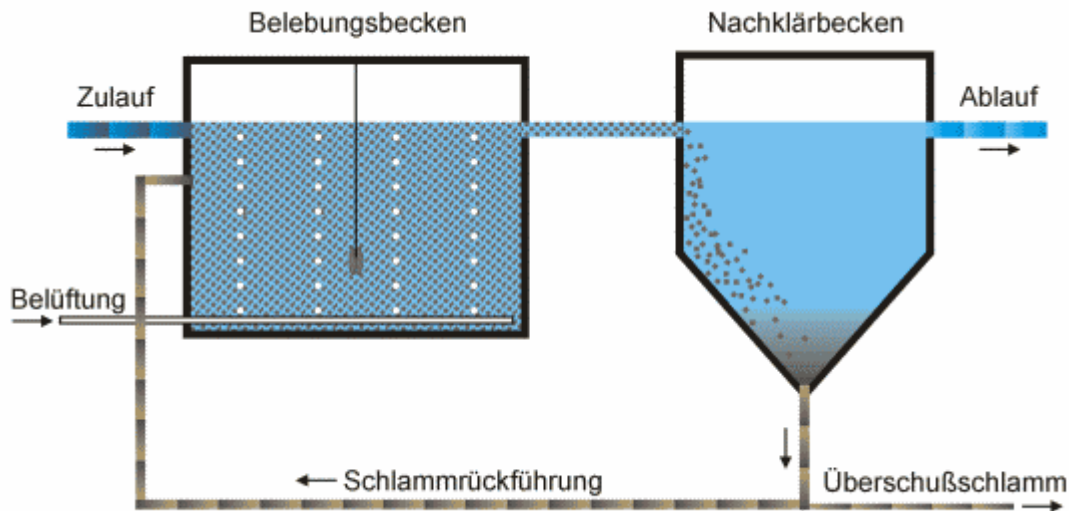 Belebungsbecken
Nachklärbecken
Zulauf
Ablauf
Belüftung
Schlammrückführung
Überschußschlamm